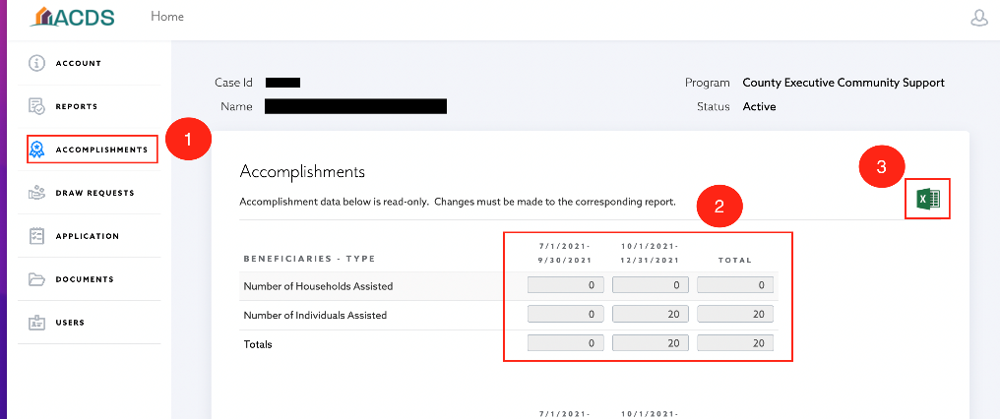 ACDS Home
ACCOUNT
REPORTS
ACCOMPLISHMENTS
DRAW REQUESTS
APPLICATION
DOCUMENTS
USERS
Case Id
Program County Executive Community Support
Name
Status Active
1
Accomplishments
3
X
Accomplishment data below is read-only. Changes must be made to the corresponding report.
2
7/1/2021- 10/1/2021-
BENEFICIARIES - TYPE 9/30/2021 12/31/2021 TOTAL
Number of Households Assisted 0 0 0
Number of Individuals Assisted 0 20 20
Totals 0 20 20
7/1/2021- 10/1/2021-